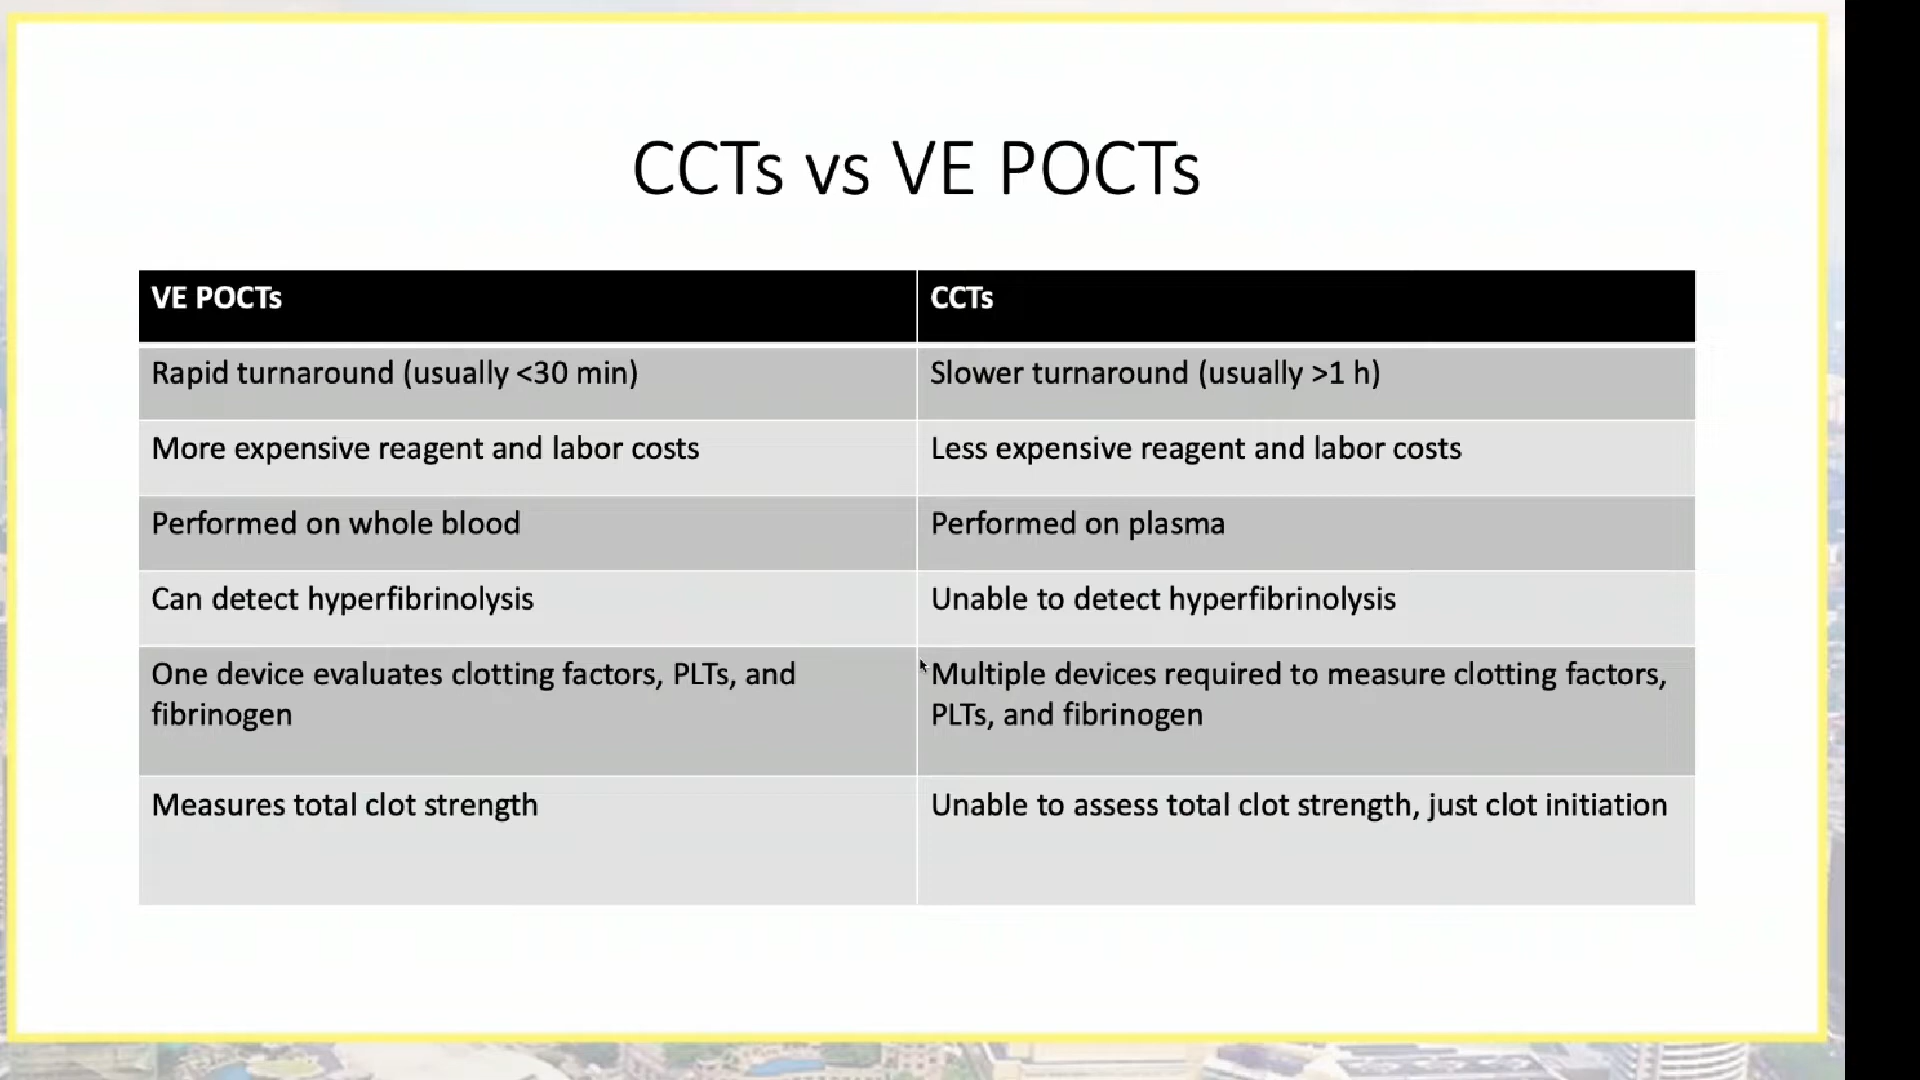 CCTs vs VE POCTs
VE POCTs
CCTs
Rapid turnaround (usually <30 min)
Slower turnaround (usually >1 h)
More expensive reagent and labor costs
Less expensive reagent and labor costs
Performed on whole blood
Performed on plasma
Can detect hyperfibrinolysis
Unable to detect hyperfibrinolysis
One device evaluates clotting factors, PLTs, and
fibrinogen
Multiple devices required to measure clotting factors,
PLTs, and fibrinogen
Measures total clot strength
Unable to assess total clot strength, just clot initiation